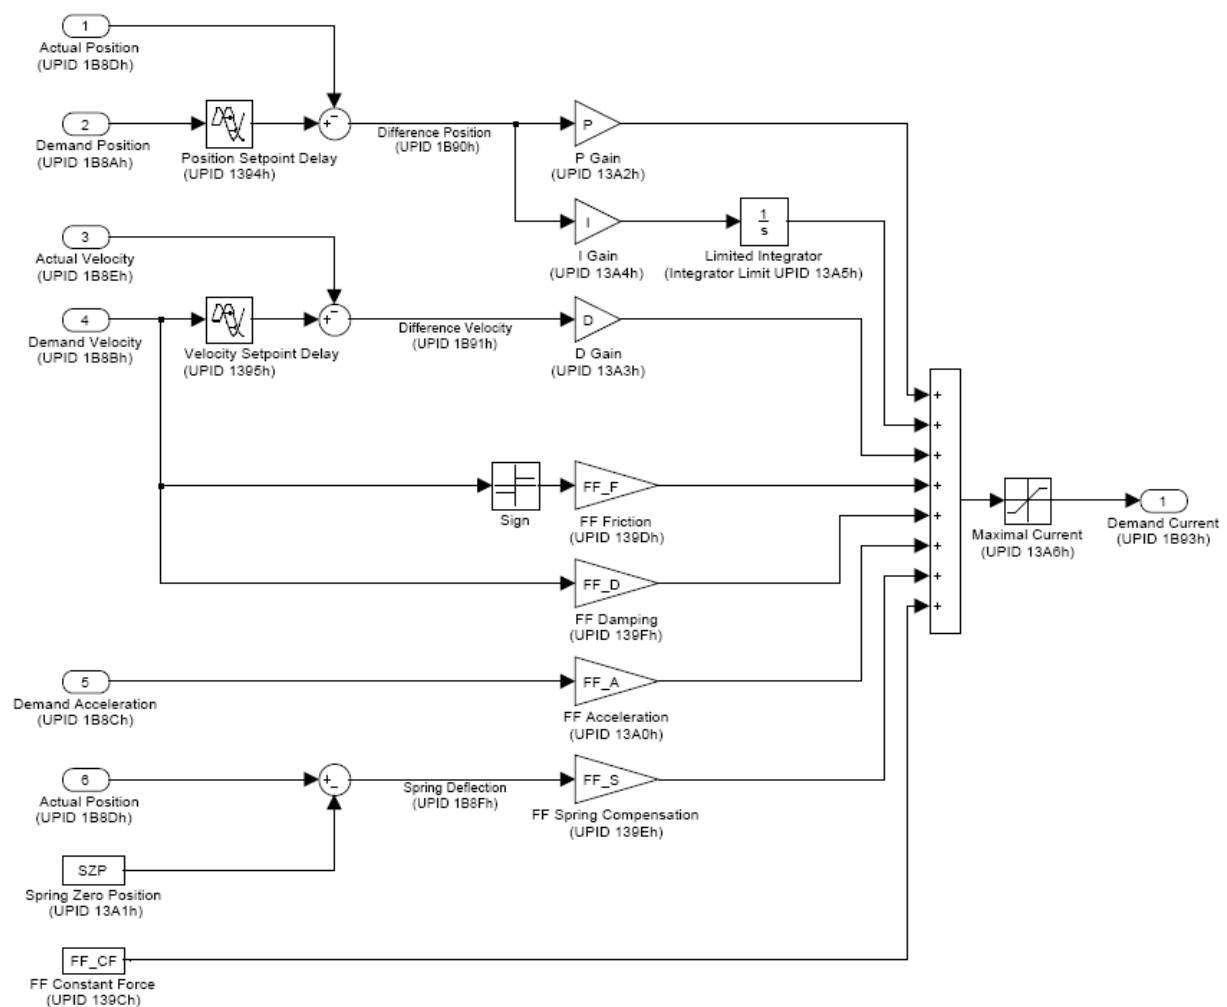 1
Actual Position
(UPID 1B8Dh)
2
Demand Position
(UPID 1B8Ah)
Position Setpoint Delay
(UPID 1394h)
+
−
Difference Position
(UPID 1B90h)
P
P Gain
(UPID 13A2h)
I
I Gain
(UPID 13A4h)
1
s
Limited Integrator
(Integrator Limit UPID 13A5h)
3
Actual Velocity
(UPID 1B8Eh)
4
Demand Velocity
(UPID 1B8Bh)
Velocity Setpoint Delay
(UPID 1395h)
+
−
Difference Velocity
(UPID 1B91h)
D
D Gain
(UPID 13A3h)
Sign
FF_F
FF Friction
(UPID 139Dh)
FF_D
FF Damping
(UPID 139Fh)
5
Demand Acceleration
(UPID 1B8Ch)
FF_A
FF Acceleration
(UPID 13A0h)
6
Actual Position
(UPID 1B8Dh)
+
−
Spring Deflection
(UPID 1B8Fh)
FF_S
FF Spring Compensation
(UPID 139Eh)
SZP
Spring Zero Position
(UPID 13A1h)
FF_CF
FF Constant Force
(UPID 139Ch)
+
+
+
+
+
+
+
+
Maximal Current
(UPID 13A6h)
1
Demand Current
(UPID 1B93h)